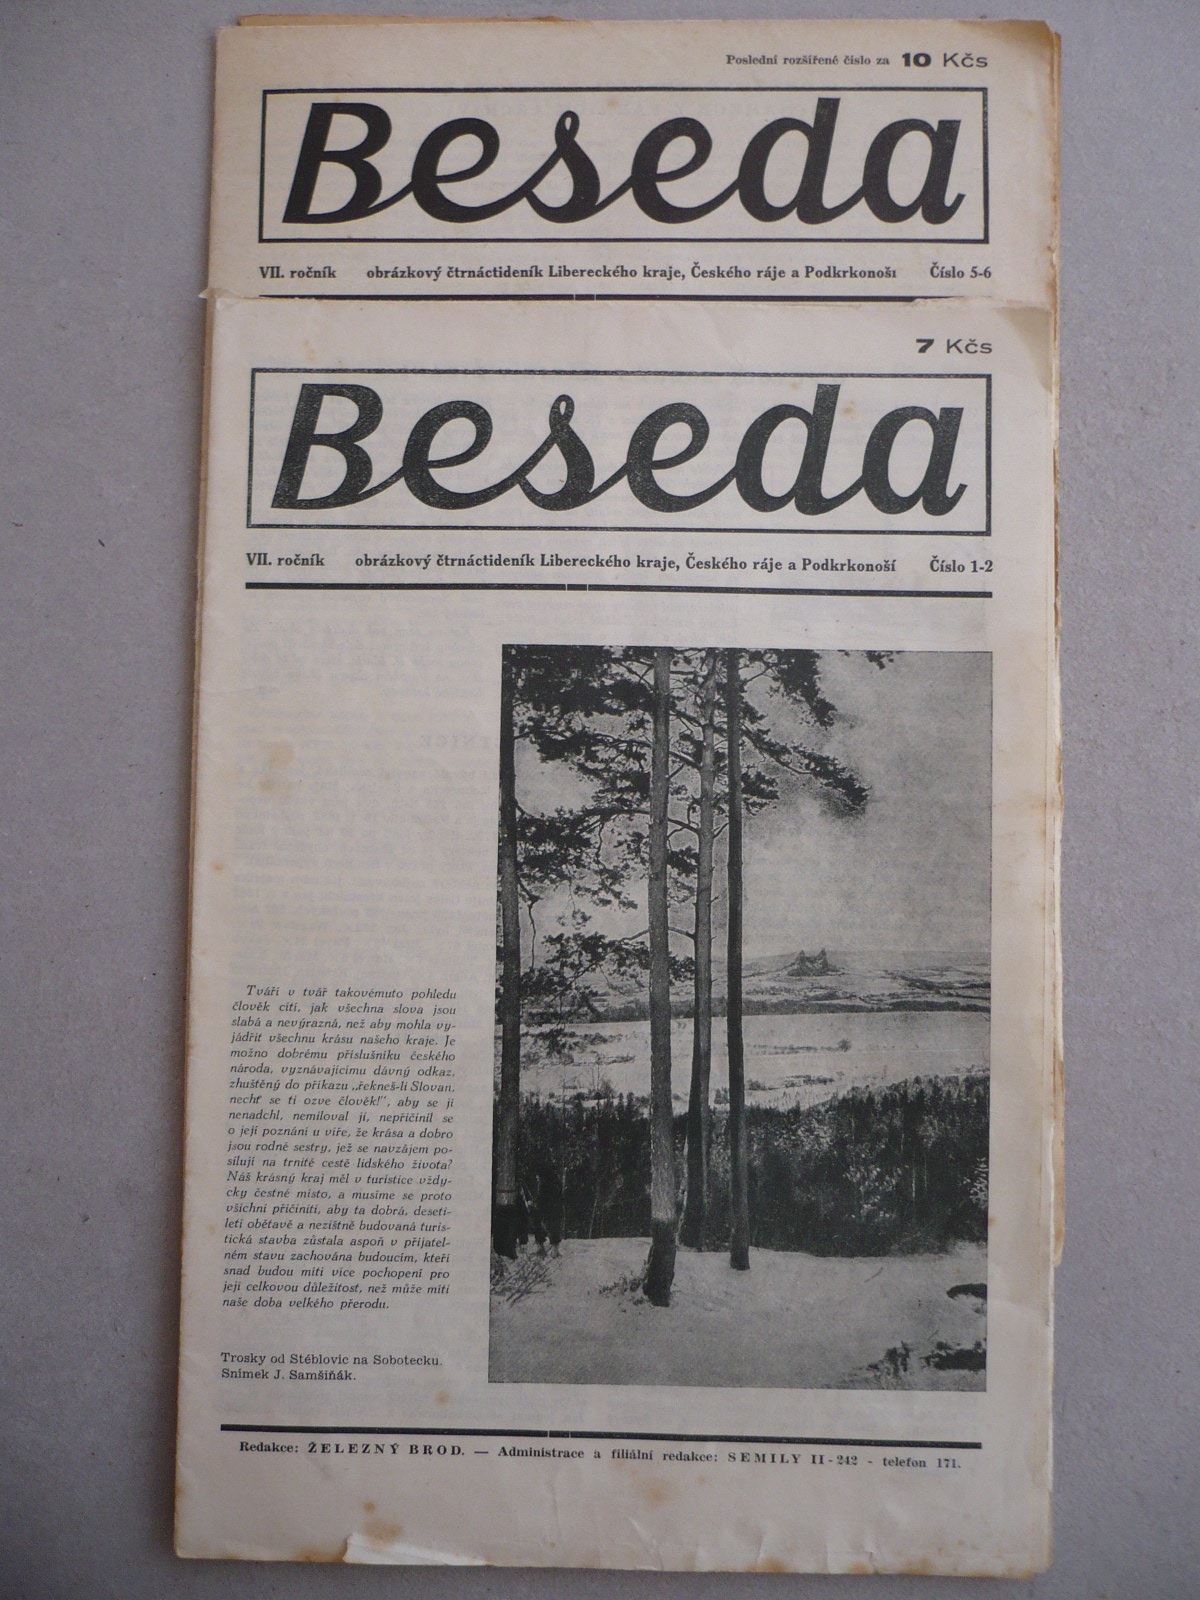 Poslední rozšířené číslo za 10 Kčs
Beseda
VII. ročník obrázkový čtrnáctideník Libereckého kraje, Českého ráje a Podkrkonoší Číslo 5-6
7 Kčs
Beseda
VII. ročník obrázkový čtrnáctideník Libereckého kraje, Českého ráje a Podkrkonoší Číslo 1-2
Tváří v tvář takovémuto pohledu
člověk cítí, jak všechna slova jsou
slabá a nevýrazná, než aby mohla vy-
jádřit všechnu krásu našeho kraje. Je
možno dobrému příslušníku českého
národa, vyznávajícímu dávný odkaz,
zhuštěný do příkazu „řekneš-li Slovan,
nechť se ti ozve člověk!", aby se jí
nenadchl, nemiloval ji, nepřičinil se
o její poznání u víře, že krása a dobro
jsou rodné sestry, jež se navzájem po-
silují na trnité cestě lidského života?
Náš krásný kraj měl v turistice vždy-
cky čestné místo, a musíme se proto
všichni přičiniti, aby ta dobrá, deseti-
letí obětavě a nezištně budovaná turis-
tická stavba zůstala aspoň v přijatel-
ném stavu zachována budoucím, kteří
snad budou míti více pochopení pro
její celkovou důležitost, než může míti
naše doba velkého přerodu.
Trosky od Stéblovic na Sobotecku.
Snímek J. Samšiňák.
Redakce: ŽELEZNÝ BROD. — Administrace a filiální redakce: SEMILY II-242 - telefon 171.